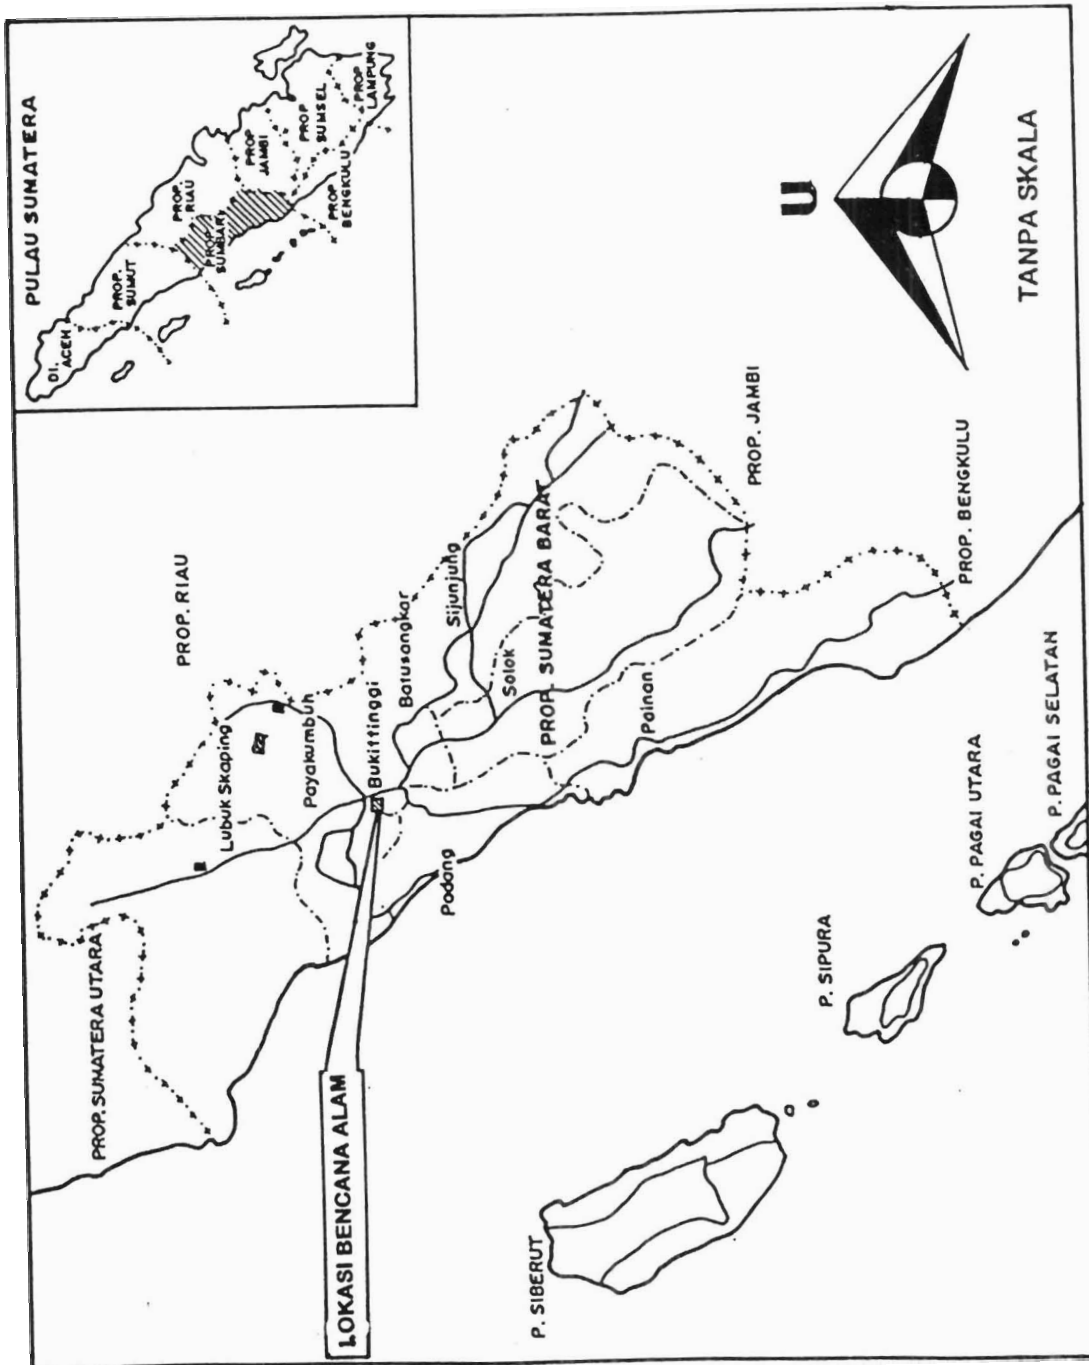 PULAU SUMATERA
DI.
ACEH
PROP.
SUMUT
PROP.
RIAU
PROP
SUMBAR
PROP
JAMBI
PROP
SUMSEL
PROP
BENGKULU
PROP
LAMPUNG
U
TANPA SKALA
PROP. SUMATERA UTARA
PROP. RIAU
PROP. JAMBI
PROP. BENGKULU
PROP. SUMATERA BARAT
Lubuk Skaping
Payakumbuh
Bukittinggi
Batusangkar
Sijunjung
Solok
Painan
Padang
LOKASI BENCANA ALAM
P. SIBERUT
P. SIPURA
P. PAGAI UTARA
P. PAGAI SELATAN